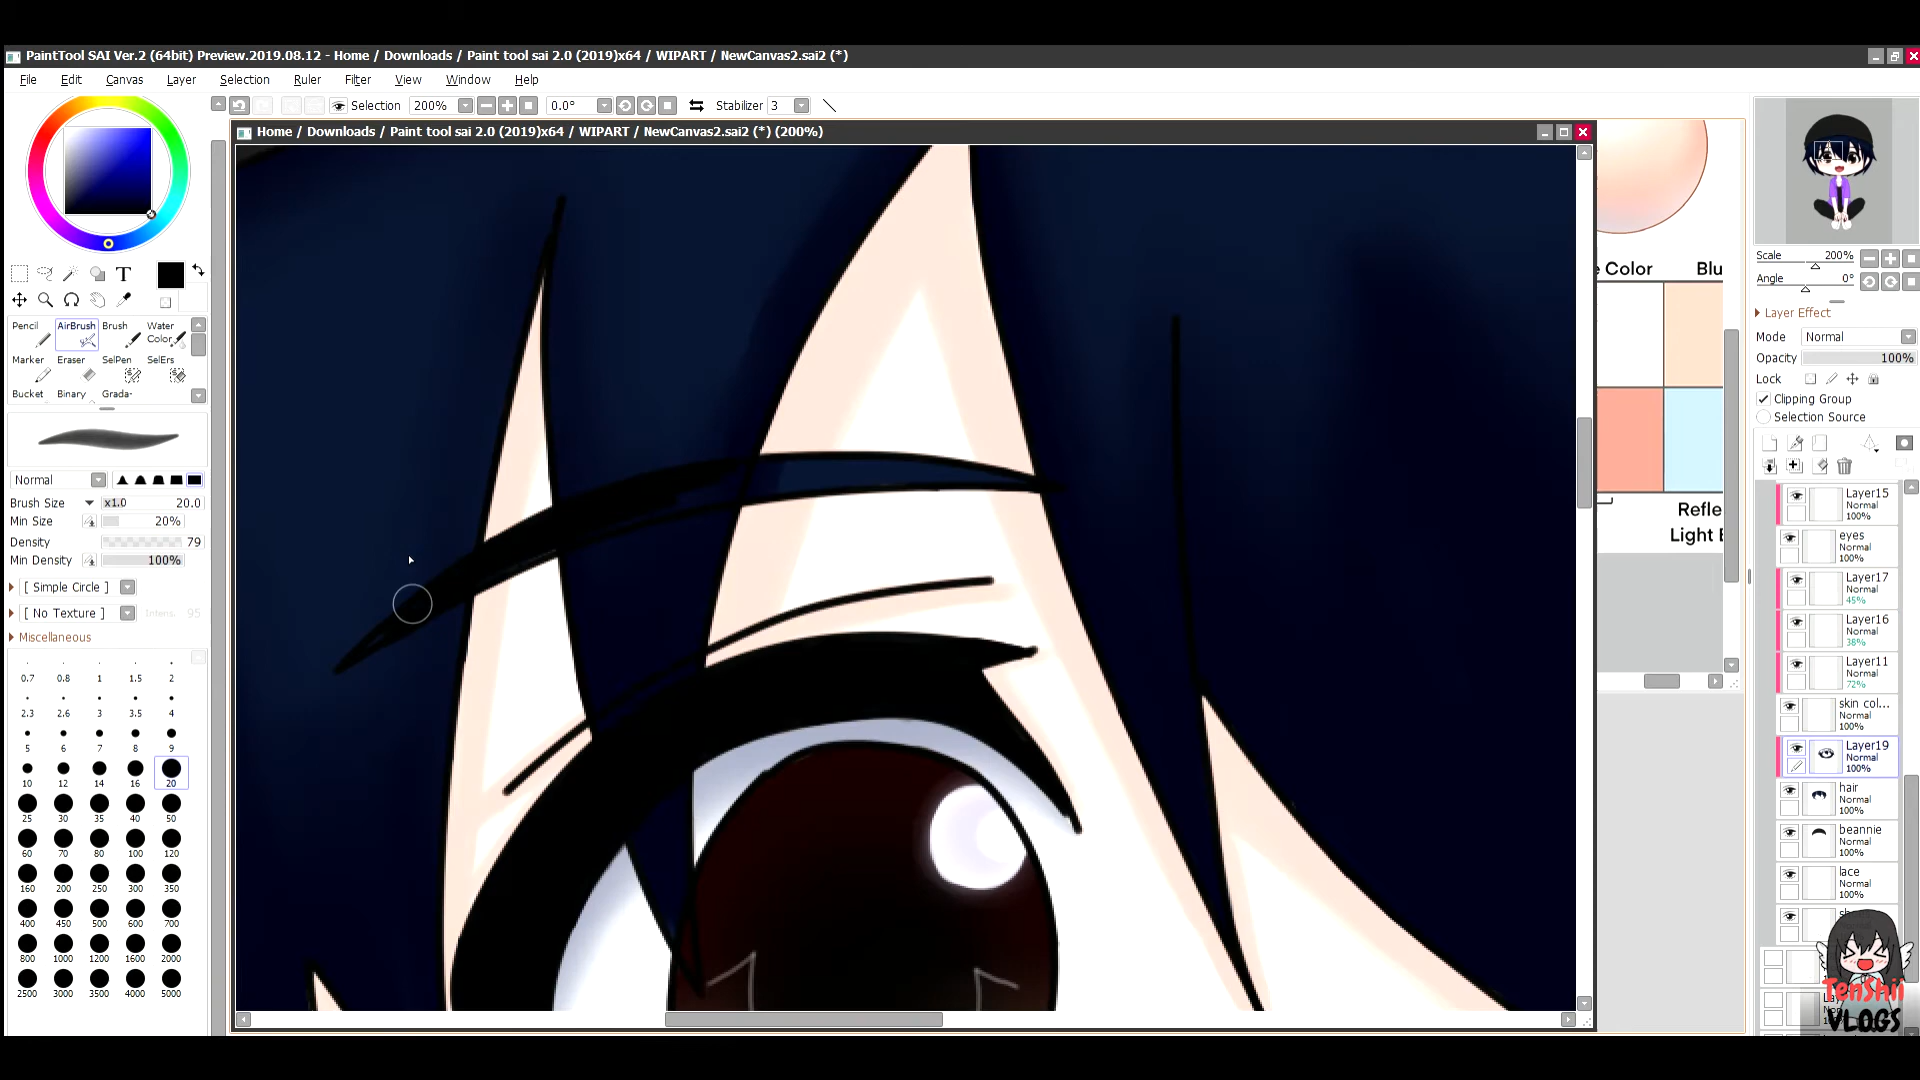 PaintTool SAI Ver.2 (64bit) Preview.2019.08.12 - Home / Downloads / Paint tool sai 2.0 (2019)x64 / WIPART / NewCanvas2.sai2 (*)
File Edit Canvas Layer Selection Ruler Filter View Window Help
Selection 200% 0.0° Stabilizer 3
Home / Downloads / Paint tool sai 2.0 (2019)x64 / WIPART / NewCanvas2.sai2 (*) (200%)
T
Pencil AirBrush Brush Water Color
Marker Eraser SelPen SelErs
Bucket Binary Grada-
Normal
Brush Size x1.0 20.0
Min Size 20%
Density 79
Min Density 100%
[ Simple Circle ]
[ No Texture ] Intens. 95
Miscellaneous
0.7 0.8 1 1.5 2
2.3 2.6 3 3.5 4
5 6 7 8 9
10 12 14 16 20
25 30 35 40 50
60 70 80 100 120
160 200 250 300 350
400 450 500 600 700
800 1000 1200 1600 2000
2500 3000 3500 4000 5000
e Color Blu
Refle
Light B
Scale 200%
Angle 0°
Layer Effect
Mode Normal
Opacity 100%
Lock
Clipping Group
Selection Source
Layer15
Normal
100%
eyes
Normal
100%
Layer17
Normal
45%
Layer16
Normal
38%
Layer11
Normal
72%
skin col...
Normal
100%
Layer19
Normal
100%
hair
Normal
100%
beannie
Normal
100%
lace
Normal
100%
TenShii
VLOGS